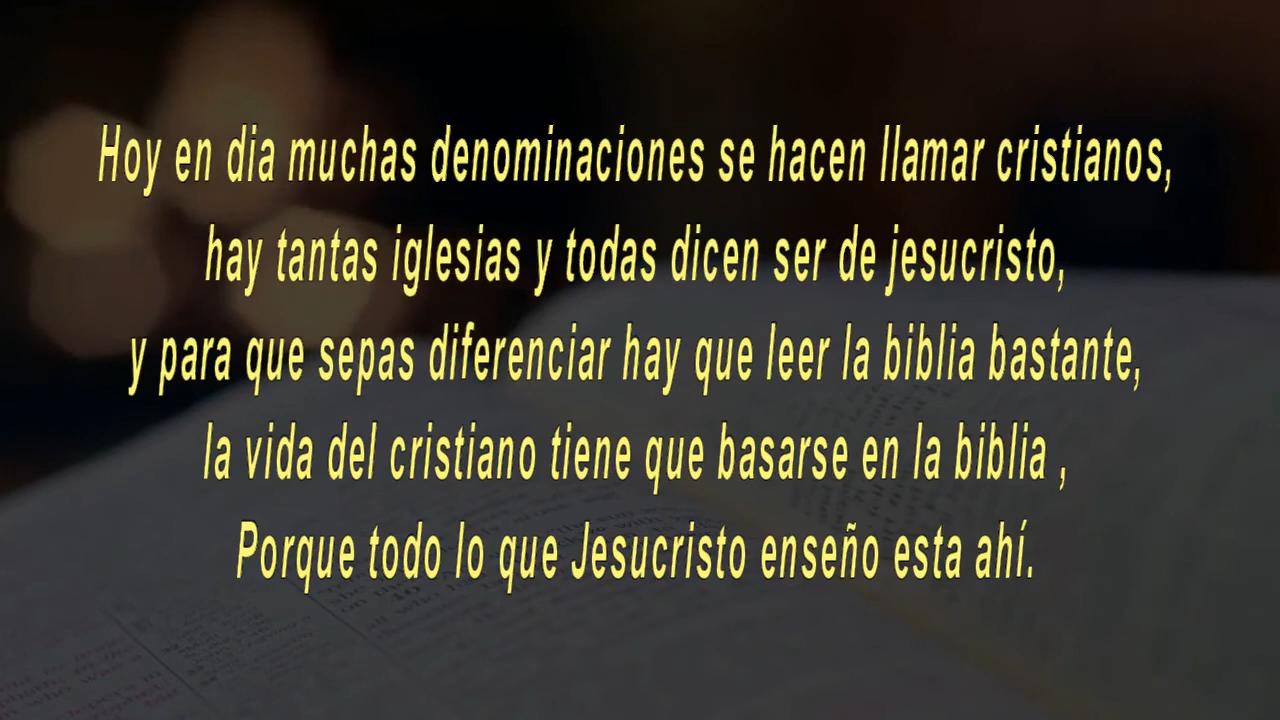 Hoy en dia muchas denominaciones se hacen llamar cristianos,
hay tantas iglesias y todas dicen ser de jesucristo,
y para que sepas diferenciar hay que leer la biblia bastante,
la vida del cristiano tiene que basarse en la biblia ,
Porque todo lo que Jesucristo enseño esta ahí.